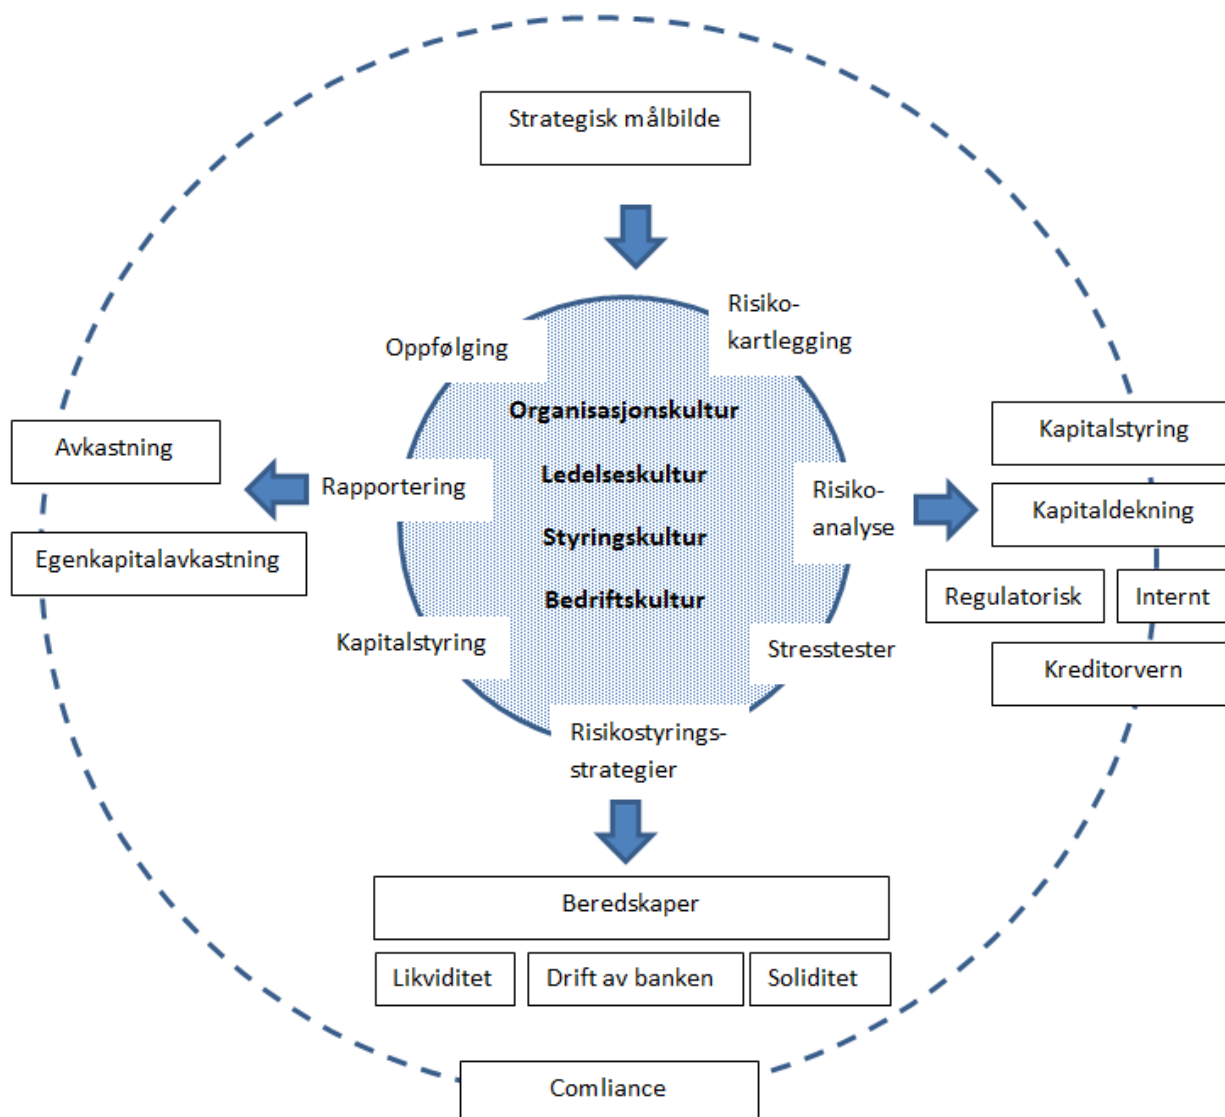 Strategisk målbilde
Risiko-
kartlegging
Oppfølging
Organisasjonskultur
Ledelseskultur
Styringskultur
Bedriftskultur
Avkastning
Rapportering
Egenkapitalavkastning
Risiko-
analyse
Kapitalstyring
Kapitaldekning
Regulatorisk
Internt
Kreditorvern
Kapitalstyring
Stresstester
Risikostyrings-
strategier
Beredskaper
Likviditet
Drift av banken
Soliditet
Comliance